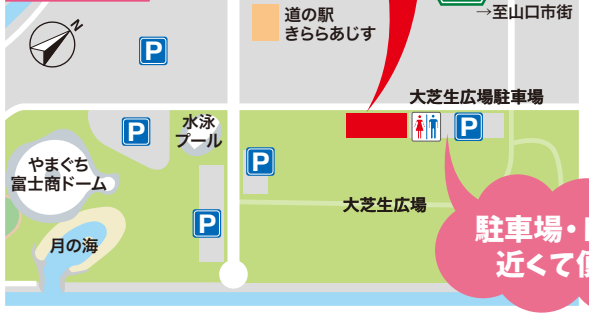 道の駅
きららあじす
→至山口市街
N
P
大芝生広場駐車場
P
水泳
プール
P
P
やまぐち
富士商ドーム
大芝生広場
P
月の海
駐車場・
近くて